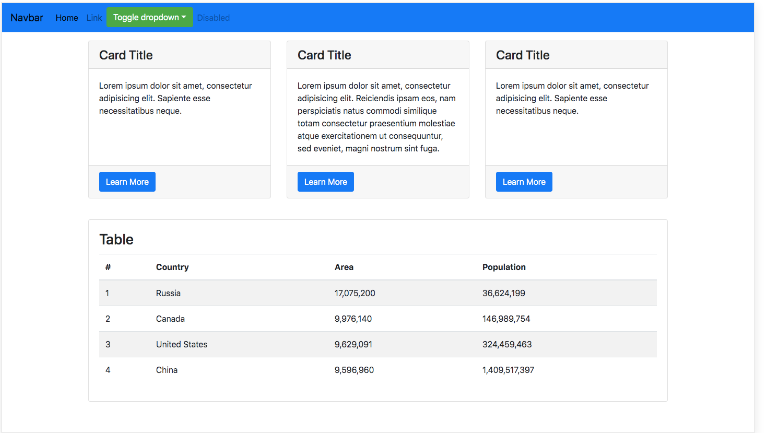 Navbar Home Link Toggle dropdown Disabled
Card Title Card Title Card Title
Lorem ipsum dolor sit amet, consectetur
adipisicing elit. Sapiente esse
necessitatibus neque.
Lorem ipsum dolor sit amet, consectetur
adipisicing elit. Reiciendis ipsam eos, nam
perspiciatis natus commodi similique
totam consectetur praesentium molestiae
atque exercitationem ut consequuntur,
sed eveniet, magni nostrum sint fuga.
Lorem ipsum dolor sit amet, consectetur
adipisicing elit. Sapiente esse
necessitatibus neque.
Learn More Learn More Learn More
Table
# Country Area Population
1 Russia 17,075,200 36,624,199
2 Canada 9,976,140 146,989,754
3 United States 9,629,091 324,459,463
4 China 9,596,960 1,409,517,397